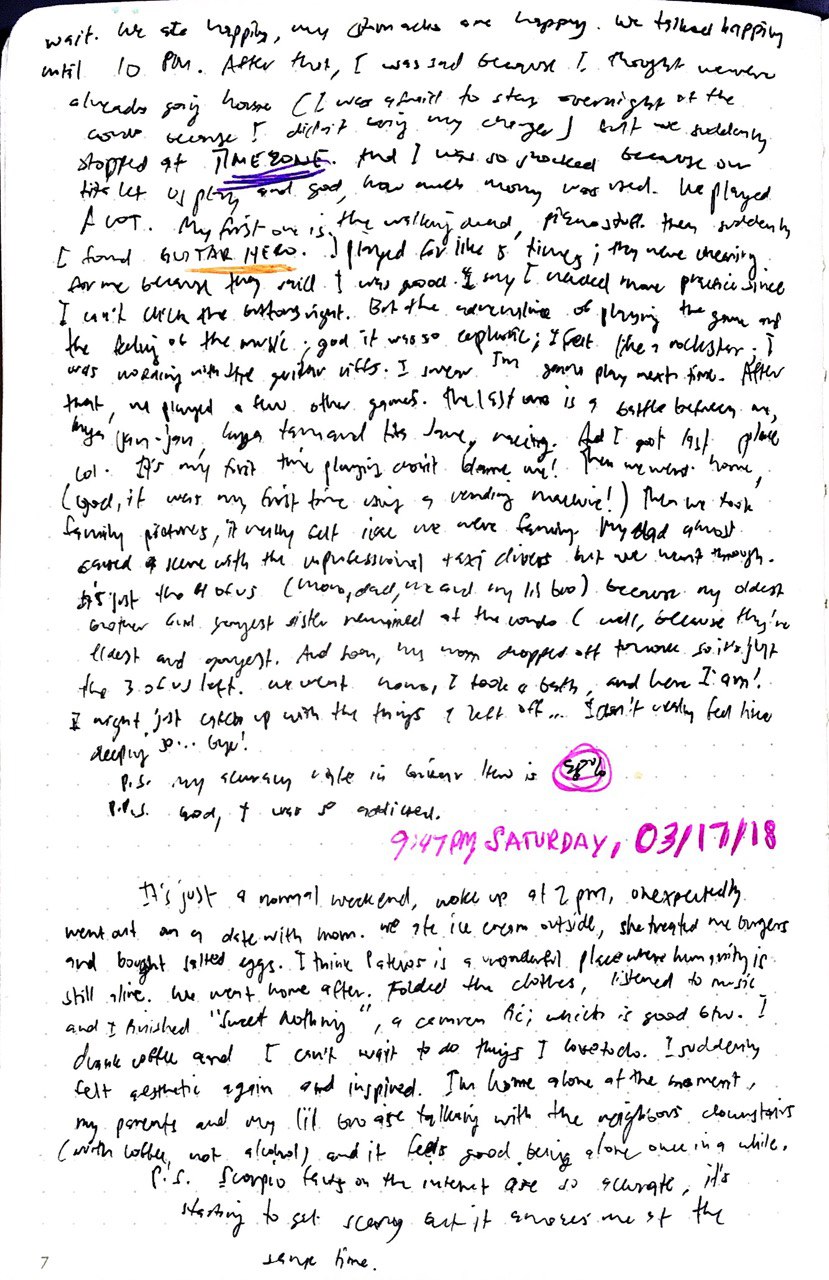 wait. We ate happily, my stomachs are happy. We talked happily
until 10 PM. After that, I was sad because I thought we were
already going house (I was afraid to stay overnight at the
condo because I didn't bring my charger) but we suddenly
stopped at TIMEZONE. And I was so shocked because our
tita let us play and god, how much money was used. We played
A LOT. My first one is the walking dead, piano stuff. then suddenly
I found GUITAR HERO. I played for like 5 times; they were cheering
for me because they said I was good. I say I needed more practice since
I can't click the buttons right. But the adrenaline of playing the game and
the feeling of the music; god it was so euphoric; I felt like a rockstar. I
was working with the guitar riffs. I swear I'm gonna play next time. After
that, we played a few other games. The last one is a battle between me,
kuya jan-jan, kuya and tita Jane, racing. And I got last place
lol. It's my first time playing don't blame me! Then we went home,
(god, it was my first time using a vending machine!) Then we took
family pictures, it really felt like we were family. My dad almost
caused a scene with the unprofessional taxi drivers but we went through.
It's just the 4 of us (mom, dad, me and my lil bro) because my oldest
brother and youngest sister remained at the condo (well, because they're
eldest and youngest. And soon, my mom dropped off so it's just
the 3 of us left. We went home, I took a bath, and here I am!
I might just catch up with the things I left off... I don't really feel like
sleeping so... bye!
P.S. my accuracy rate in Guitar Hero is
P.P.S. God, I was so addicted.
9:47PM SATURDAY, 03/17/18
It's just a normal weekend, woke up at 2 pm, unexpectedly
went out on a date with mom. We ate ice cream outside, she treated me burgers
and bought salted eggs. I think Pateros is a wonderful place where humanity is
still alive. We went home after. Folded the clothes, listened to music
and I finished "Sweet Nothing", a camren fic; which is good btw. I
drank coffee and I can't wait to do things I love to do. I suddenly
felt aesthetic again and inspired. I'm home alone at the moment,
my parents and my lil bro are talking with the neighbors downstairs
(with coffee, not alcohol) and it feels good being alone once in a while.
P.S. Scorpio facts on the internet are so accurate, it's
starting to get scary but it amazes me at the
same time.
7